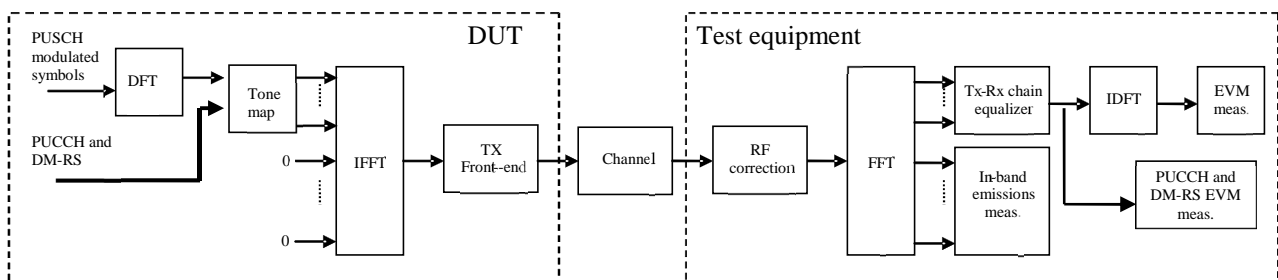 DUT
Test equipment
PUSCH
modulated
symbols
DFT
Tone
map
PUCCH and
DM-RS
0
0
IFFT
TX
Front-end
Channel
RF
correction
FFT
Tx-Rx chain
equalizer
IDFT
EVM
meas.
In-band
emissions
meas.
PUCCH and
DM-RS EVM
meas.